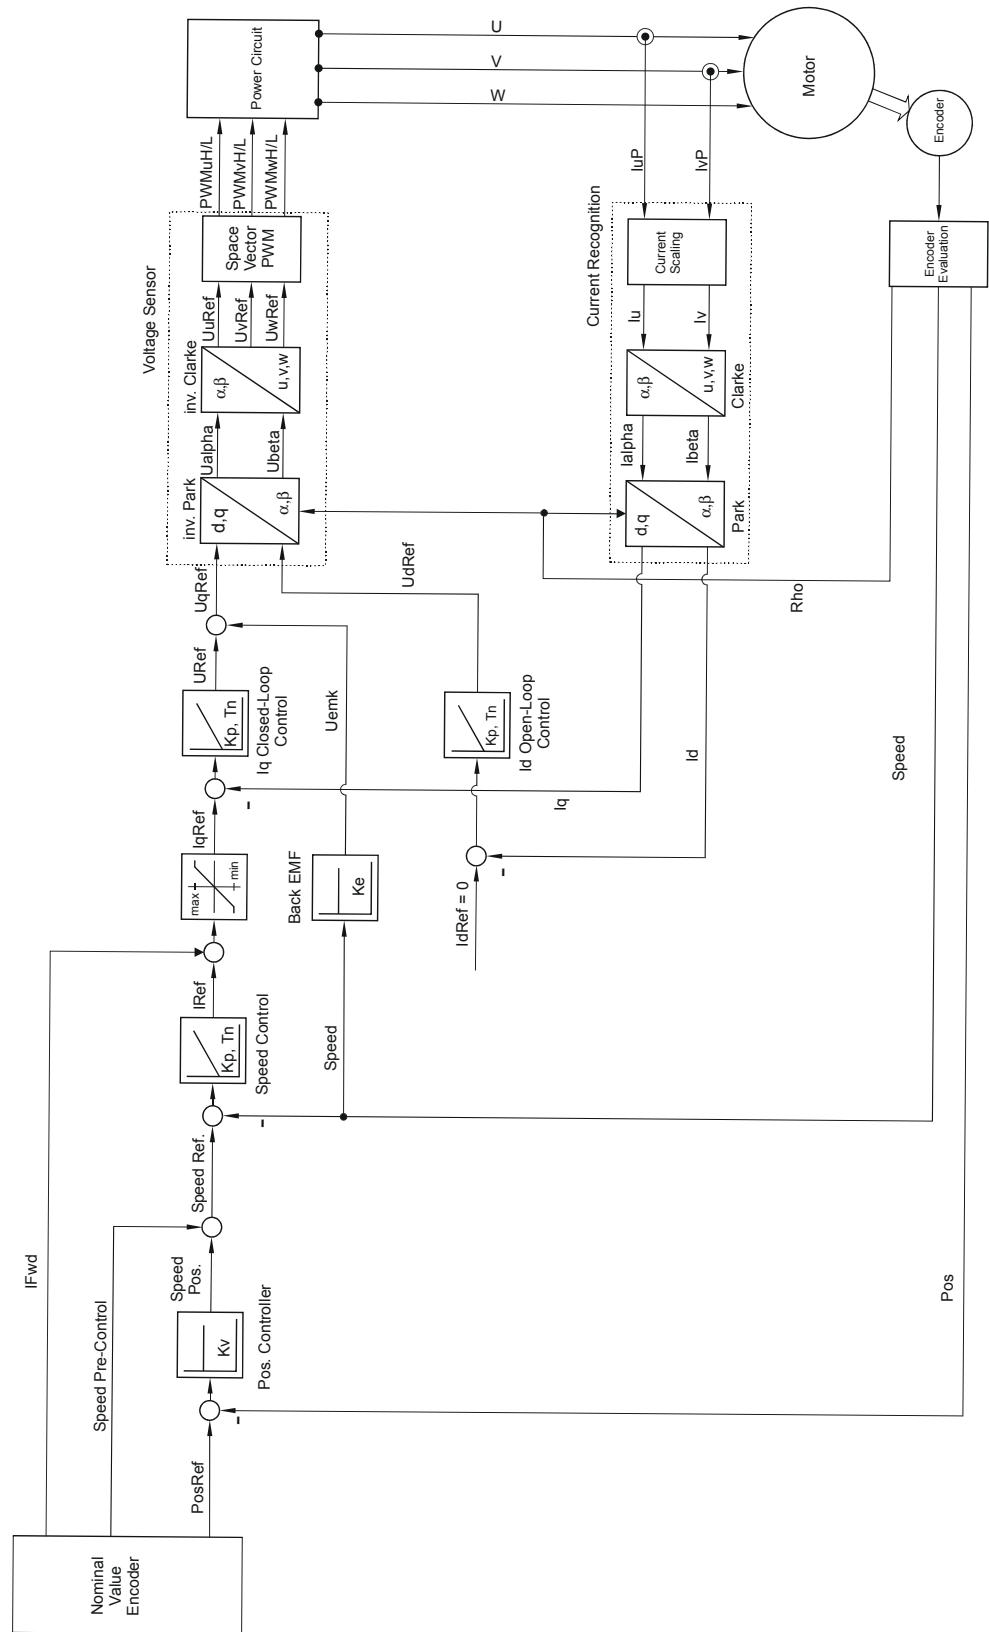 Nominal
Value
Encoder
IFwd
Speed Pre-Control
PosRef
-
Kv
Pos. Controller
Speed
Pos.
Speed Ref.
-
Kp, Tn
Speed Control
IRef
max
min
IqRef
-
Kp, Tn
Iq Closed-Loop
Control
URef
UqRef
Speed
Ke
Back EMF
Uemk
IdRef = 0
-
Kp, Tn
Id Open-Loop
Control
UdRef
Voltage Sensor
inv. Park
d,q
α,β
Ualpha
Ubeta
inv. Clarke
α,β
u,v,w
UuRef
UvRef
UwRef
Space
Vector
PWM
PWMuH/L
PWMvH/L
PWMwH/L
Power Circuit
U
V
W
Motor
Encoder
IuP
IvP
Current Recognition
Current
Scaling
Iu
Iv
α,β
u,v,w
Clarke
Ialpha
Ibeta
d,q
α,β
Park
Iq
Id
Encoder
Evaluation
Rho
Speed
Pos